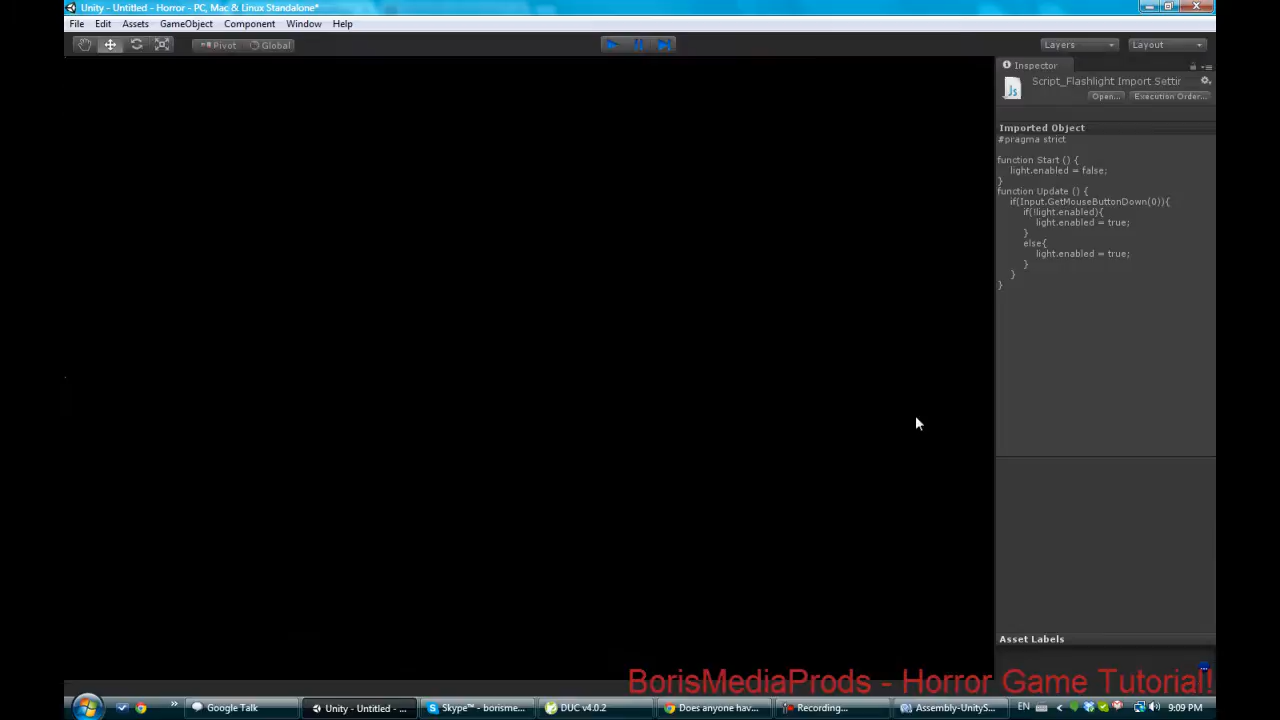 Unity - Untitled - Horror - PC, Mac & Linux Standalone*
File Edit Assets GameObject Component Window Help
Pivot Global Layers Layout
Inspector
Script_Flashlight Import Settir
Open... Execution Order...
Imported Object
#pragma strict
function Start () {
light.enabled = false;
}
function Update () {
if(Input.GetMouseButtonDown(0)){
if(!light.enabled){
light.enabled = true;
}
else{
light.enabled = true;
}
}
}
Asset Labels
BorisMediaProds - Horror Game Tutorial!
Google Talk Unity - Untitled - ... Skype™ - borisme... DUC v4.0.2 Does anyone hav... Recording... Assembly-UnityS... EN 9:09 PM